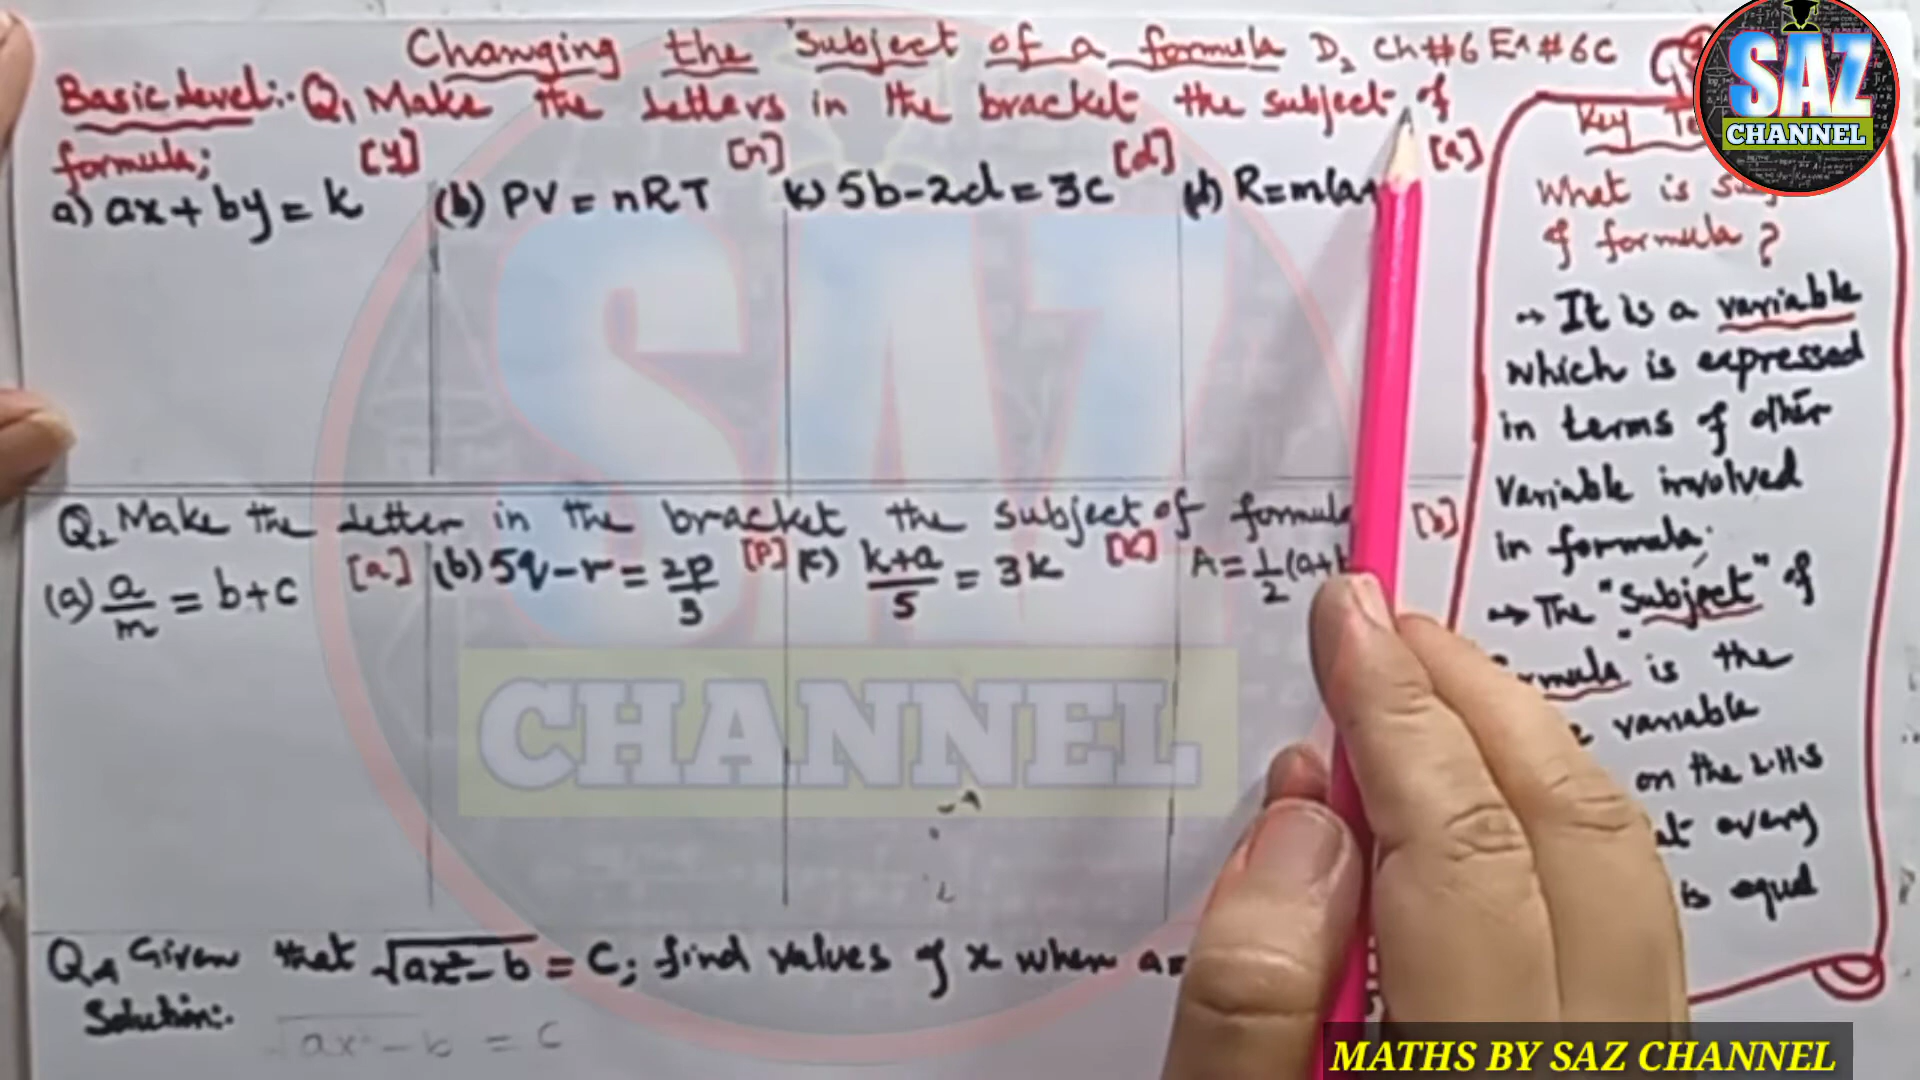 Changing the subject of a formula D2 Ch#6 Ex#6C
Basic Level:- Q1 Make the letters in the bracket the subject of
formula; [y] [n] [d] [a]
a) ax + by = k (b) PV = nRT (c) 5b - 2d = 3c (d) R = m(a
Q2 Make the letter in the bracket the subject of formula
[a] [p] [k] [b]
(a) a/m = b + c (b) 5q - r = 2p/3 (c) k+a/5 = 3k A = 1/2 (a+
Q4 Given that √ax²-b = C; find values of x when a=
Solution:-
√ax²-b = c
Key
What is
of formula?
→ It is a variable
which is expressed
in terms of other
variable involved
in formula.
→ The "Subject" of
is the
variable
on the L.H.S
every
is equal
SAZ
CHANNEL
SAZ
CHANNEL
MATHS BY SAZ CHANNEL